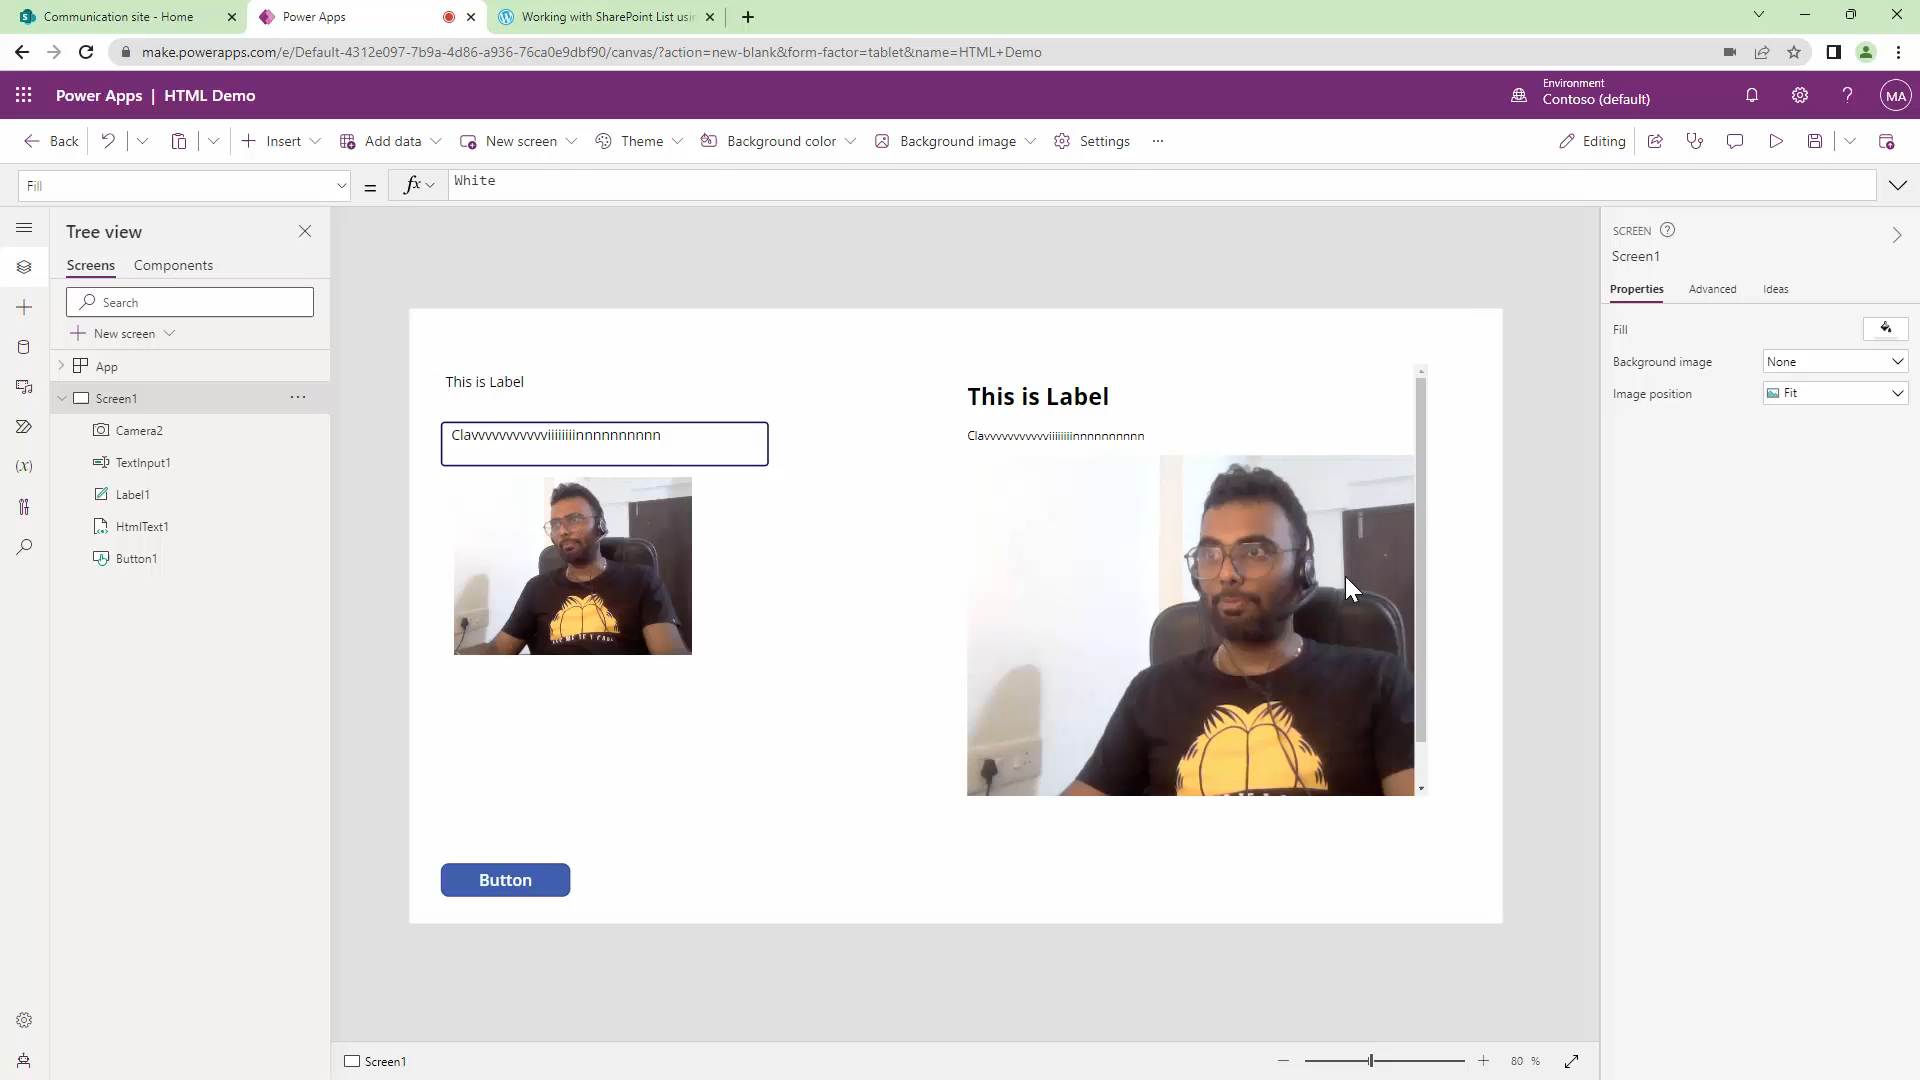 Communication site - Home
Power Apps
Working with SharePoint List usin
make.powerapps.com/e/Default-4312e097-7b9a-4d86-a936-76ca0e9dbf90/canvas/?action=new-blank&form-factor=tablet&name=HTML+Demo
Power Apps | HTML Demo
Environment
Contoso (default)
MA
Back
Insert
Add data
New screen
Theme
Background color
Background image
Settings
Editing
Fill
=
fx
White
Tree view
Screens
Components
Search
New screen
App
Screen1
Camera2
TextInput1
Label1
HtmlText1
Button1
This is Label
Clavvvvvvvvvviiiiiiiinnnnnnnnnn
Button
This is Label
Clavvvvvvvvvviiiiiiiinnnnnnnnnn
SCREEN
Screen1
Properties
Advanced
Ideas
Fill
Background image
None
Image position
Fit
Screen1
80 %